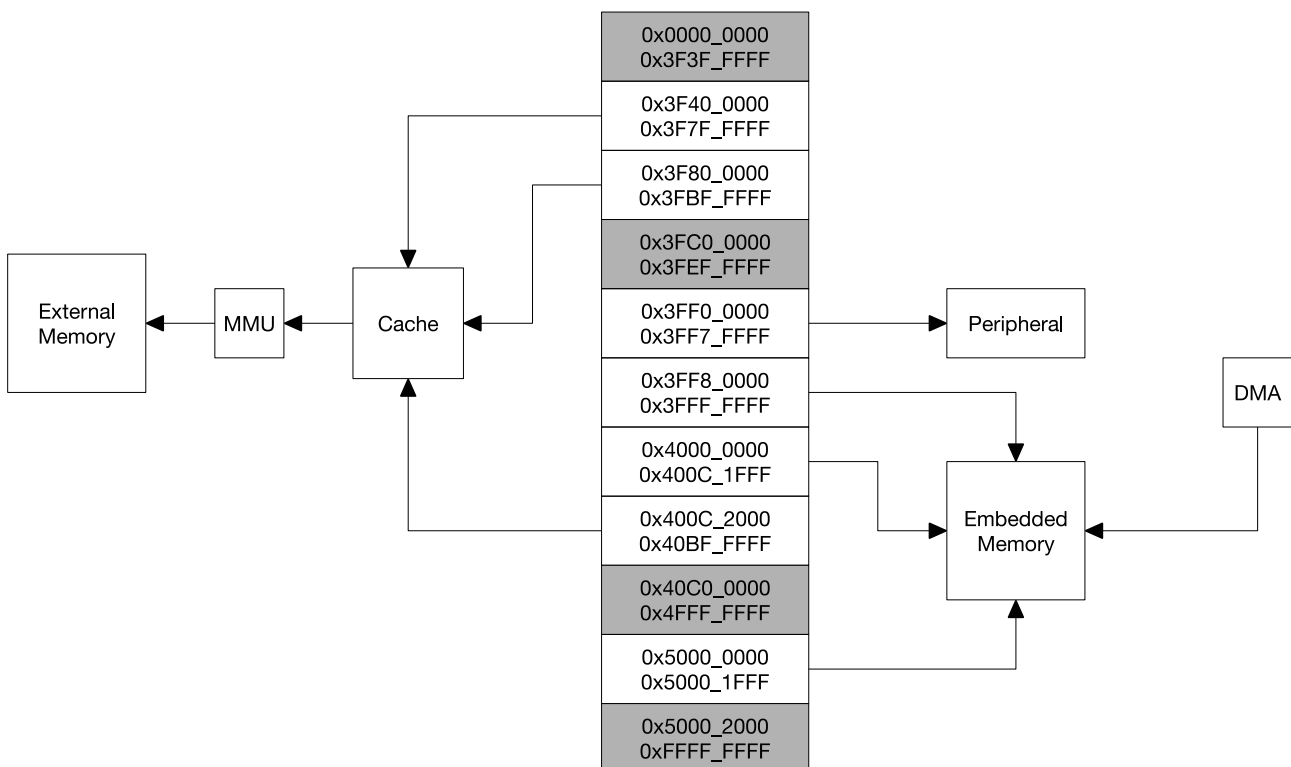 0x0000_0000
0x3F3F_FFFF
0x3F40_0000
0x3F7F_FFFF
0x3F80_0000
0x3FBF_FFFF
0x3FC0_0000
0x3FEF_FFFF
External
Memory
MMU
Cache
0x3FF0_0000
0x3FF7_FFFF
Peripheral
0x3FF8_0000
0x3FFF_FFFF
DMA
0x4000_0000
0x400C_1FFF
0x400C_2000
0x40BF_FFFF
Embedded
Memory
0x40C0_0000
0x4FFF_FFFF
0x5000_0000
0x5000_1FFF
0x5000_2000
0xFFFF_FFFF